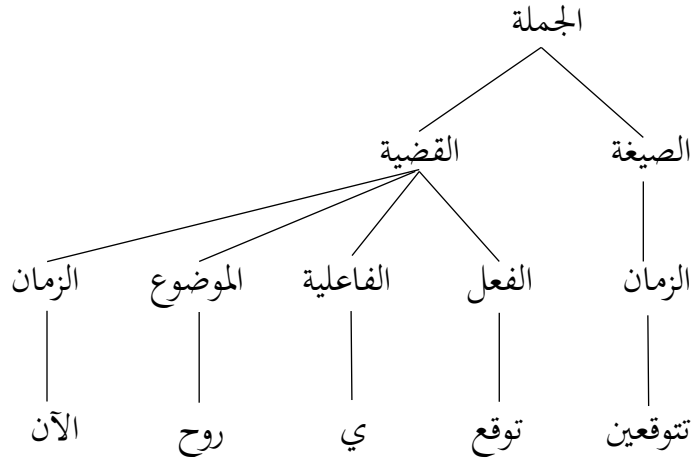 الجملة
الصيغة القضية
الزمان الفعل الفاعلية الموضوع الزمان
تتوقعين توقع ي روح الآن